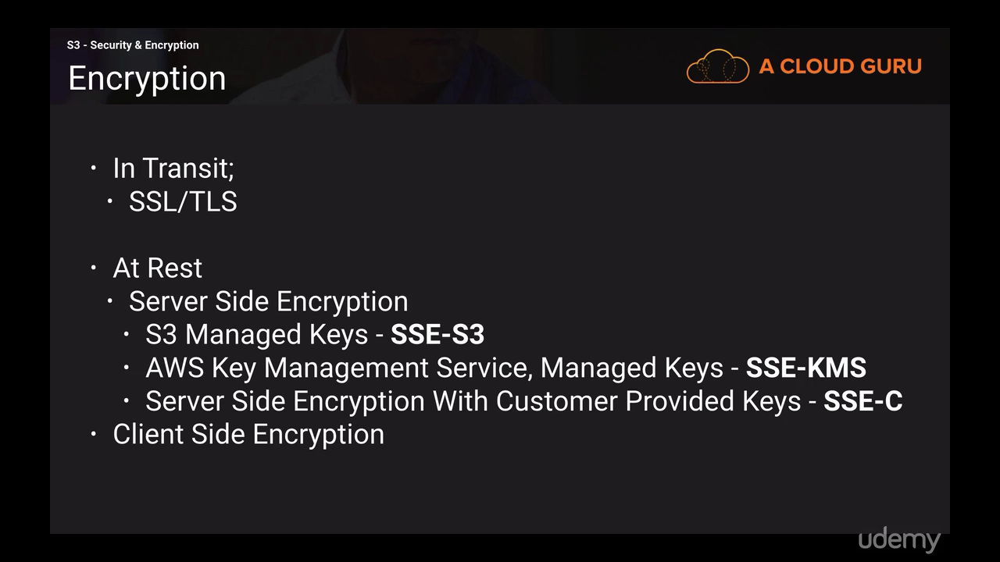 S3 - Security & Encryption
Encryption
A CLOUD GURU
• In Transit;
• SSL/TLS
• At Rest
• Server Side Encryption
• S3 Managed Keys - SSE-S3
• AWS Key Management Service, Managed Keys - SSE-KMS
• Server Side Encryption With Customer Provided Keys - SSE-C
• Client Side Encryption
udemy